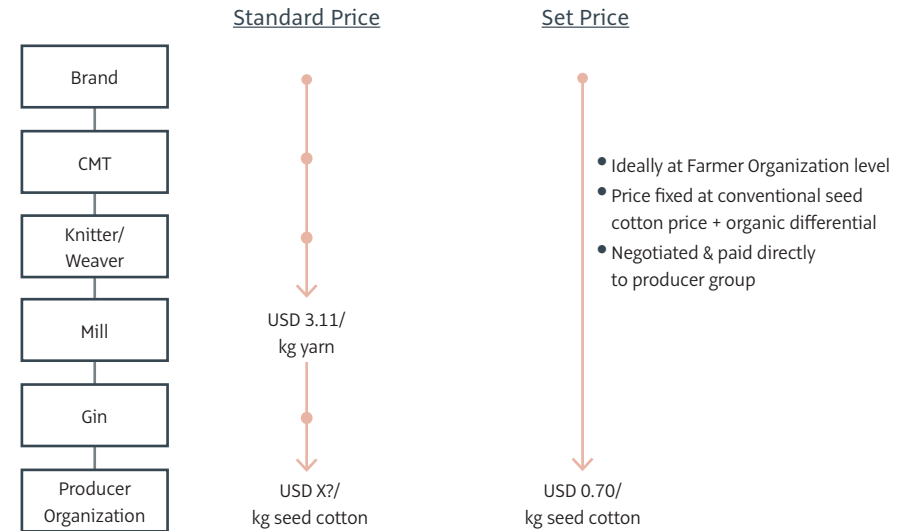 Standard Price
Set Price
Brand
CMT
Knitter/
Weaver
Mill
Gin
Producer
Organization
USD 3.11/
kg yarn
USD X?/
kg seed cotton
• Ideally at Farmer Organization level
• Price fixed at conventional seed
cotton price + organic differential
• Negotiated & paid directly
to producer group
USD 0.70/
kg seed cotton